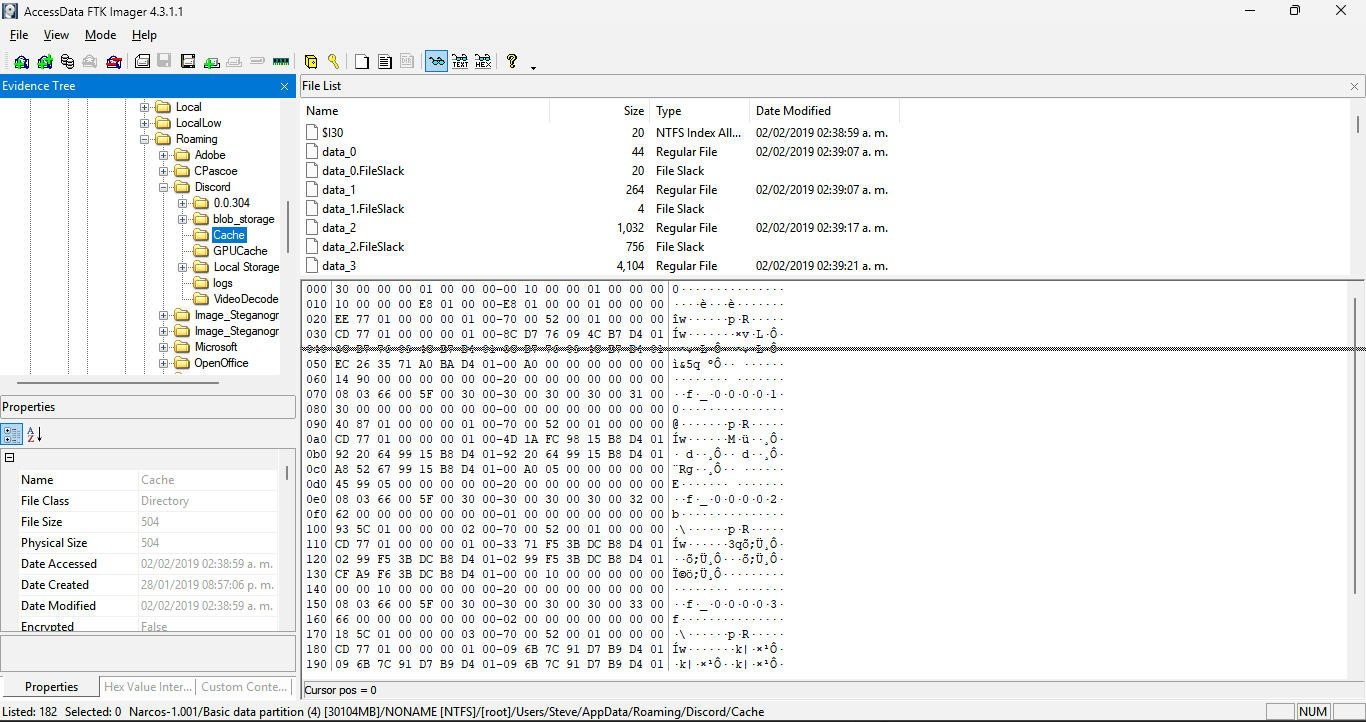 AccessData FTK Imager 4.3.1.1
File View Mode Help
Evidence Tree
Local
LocalLow
Roaming
Adobe
CPascoe
Discord
0.0.304
blob_storage
Cache
GPUCache
Local Storage
logs
VideoDecode
Image_Steganogr
Image_Steganogr
Microsoft
OpenOffice
Properties
Name Cache
File Class Directory
File Size 504
Physical Size 504
Date Accessed 02/02/2019 02:38:59 a. m.
Date Created 28/01/2019 08:57:06 p. m.
Date Modified 02/02/2019 02:38:59 a. m.
Encrypted False
Properties Hex Value Inter... Custom Conte...
File List
Name Size Type Date Modified
$I30 20 NTFS Index All... 02/02/2019 02:38:59 a. m.
data_0 44 Regular File 02/02/2019 02:39:07 a. m.
data_0.FileSlack 20 File Slack
data_1 264 Regular File 02/02/2019 02:39:07 a. m.
data_1.FileSlack 4 File Slack
data_2 1,032 Regular File 02/02/2019 02:39:17 a. m.
data_2.FileSlack 756 File Slack
data_3 4,104 Regular File 02/02/2019 02:39:21 a. m.
000 30 00 00 00 01 00 00 00-00 10 00 00 01 00 00 00 0···············
010 10 00 00 00 E8 01 00 00-E8 01 00 00 01 00 00 00 ····è···è·······
020 EE 77 01 00 00 00 01 00-70 00 52 00 01 00 00 00 îw······p·R·····
030 CD 77 01 00 00 00 01 00-8C D7 76 09 4C B7 D4 01 Íw·······×v·L·Ô·
050 EC 26 35 71 A0 BA D4 01-00 A0 00 00 00 00 00 00 ì&5q ºÔ·· ······
060 14 90 00 00 00 00 00 00-20 00 00 00 00 00 00 00 ········ ·······
070 08 03 66 00 5F 00 30 00-30 00 30 00 30 00 31 00 ··f·_·0·0·0·0·1·
080 30 00 00 00 00 00 00 00-00 00 00 00 00 00 00 00 0···············
090 40 87 01 00 00 00 01 00-70 00 52 00 01 00 00 00 @·······p·R·····
0a0 CD 77 01 00 00 00 01 00-4D 1A FC 98 15 B8 D4 01 Íw······M·ü··¸Ô·
0b0 92 20 64 99 15 B8 D4 01-92 20 64 99 15 B8 D4 01 · d··¸Ô·· d··¸Ô·
0c0 A8 52 67 99 15 B8 D4 01-00 A0 05 00 00 00 00 00 ¨Rg··¸Ô·· ······
0d0 45 99 05 00 00 00 00 00-20 00 00 00 00 00 00 00 E······· ·······
0e0 08 03 66 00 5F 00 30 00-30 00 30 00 30 00 32 00 ··f·_·0·0·0·0·2·
0f0 62 00 00 00 00 00 00 00-01 00 00 00 00 00 00 00 b···············
100 93 5C 01 00 00 00 02 00-70 00 52 00 01 00 00 00 ·\······p·R·····
110 CD 77 01 00 00 00 01 00-33 71 F5 3B DC B8 D4 01 Íw······3qõ;Ü¸Ô·
120 02 99 F5 3B DC B8 D4 01-02 99 F5 3B DC B8 D4 01 ··õ;Ü¸Ô···õ;Ü¸Ô·
130 CF A9 F6 3B DC B8 D4 01-00 00 10 00 00 00 00 00 Ï©ö;Ü¸Ô·········
140 00 00 10 00 00 00 00 00-20 00 00 00 00 00 00 00 ········ ·······
150 08 03 66 00 5F 00 30 00-30 00 30 00 30 00 33 00 ··f·_·0·0·0·0·3·
160 66 00 00 00 00 00 00 00-02 00 00 00 00 00 00 00 f···············
170 18 5C 01 00 00 00 03 00-70 00 52 00 01 00 00 00 ·\······p·R·····
180 CD 77 01 00 00 00 01 00-09 6B 7C 91 D7 B9 D4 01 Íw·······k|·×¹Ô·
190 09 6B 7C 91 D7 B9 D4 01-09 6B 7C 91 D7 B9 D4 01 ·k|·×¹Ô··k|·×¹Ô·
Cursor pos = 0
Listed: 182 Selected: 0 Narcos-1.001/Basic data partition (4) [30104MB]/NONAME [NTFS]/[root]/Users/Steve/AppData/Roaming/Discord/Cache NUM